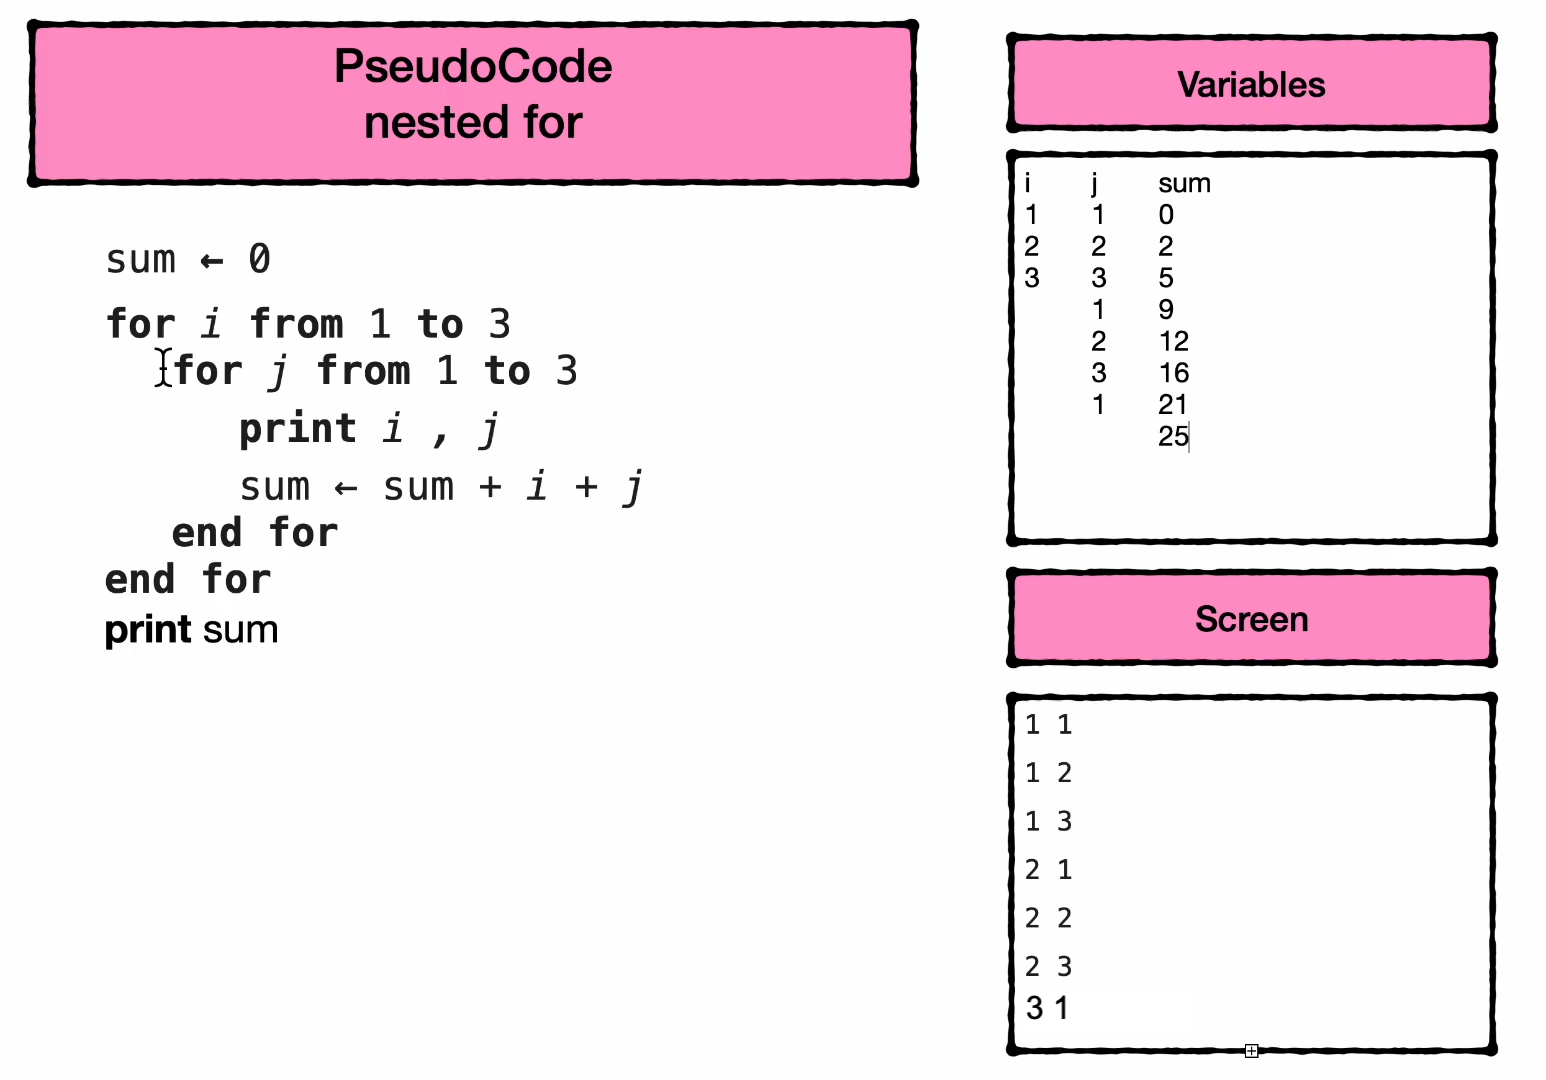 PseudoCode
nested for
sum ← 0
for i from 1 to 3
for j from 1 to 3
print i , j
sum ← sum + i + j
end for
end for
print sum
Variables
i j sum
1 1 0
2 2 2
3 3 5
1 9
2 12
3 16
1 21
25
Screen
1 1
1 2
1 3
2 1
2 2
2 3
3 1